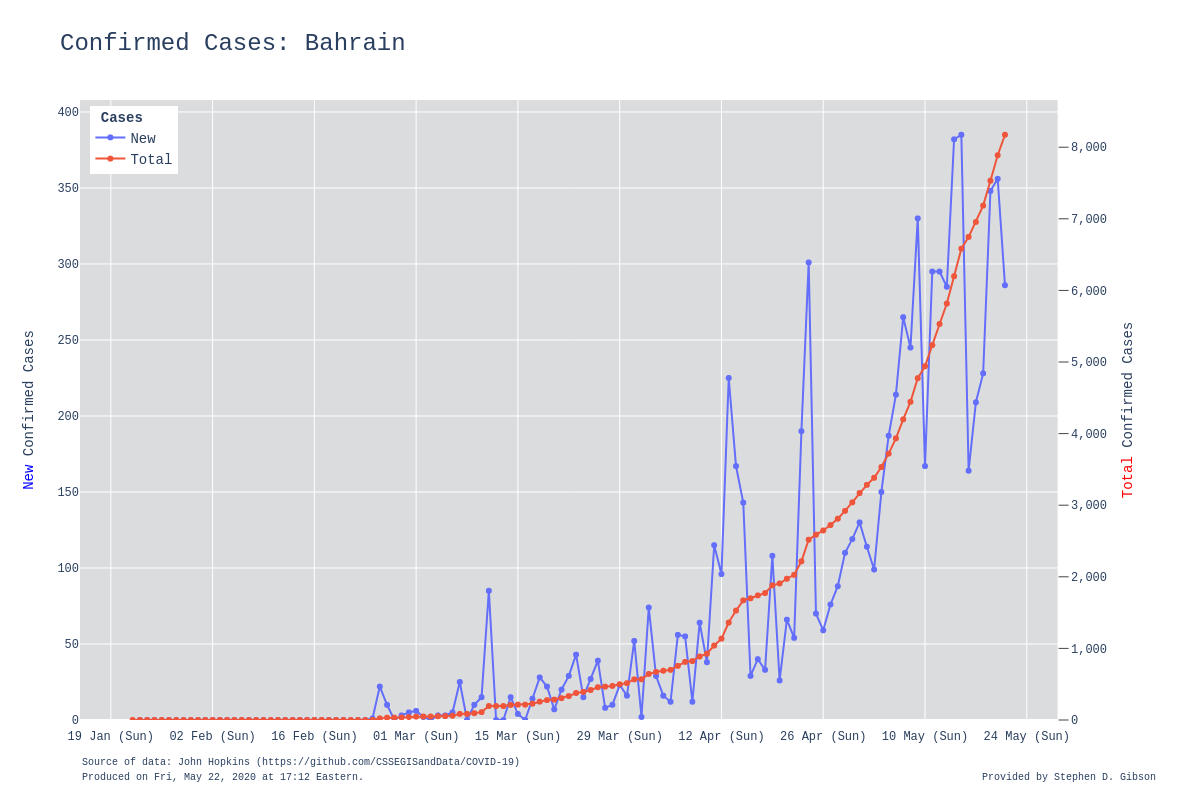 Confirmed Cases: Bahrain
Cases
New
Total
400
350
300
250
200
150
100
50
0
8,000
7,000
6,000
5,000
4,000
3,000
2,000
1,000
0
New Confirmed Cases
Total Confirmed Cases
19 Jan (Sun) 02 Feb (Sun) 16 Feb (Sun) 01 Mar (Sun) 15 Mar (Sun) 29 Mar (Sun) 12 Apr (Sun) 26 Apr (Sun) 10 May (Sun) 24 May (Sun)
Source of data: John Hopkins (https://github.com/CSSEGISandData/COVID-19)
Produced on Fri, May 22, 2020 at 17:12 Eastern.
Provided by Stephen D. Gibson